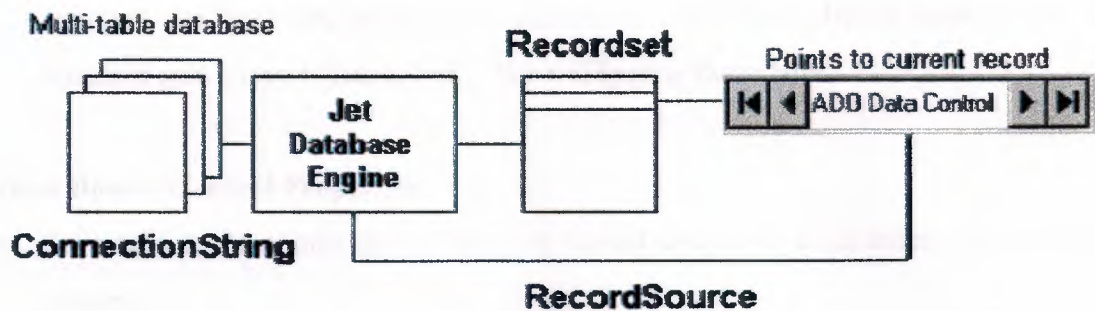 Multi-table database
Recordset
Points to current record
Jet
Database
Engine
ADO Data Control
ConnectionString
RecordSource